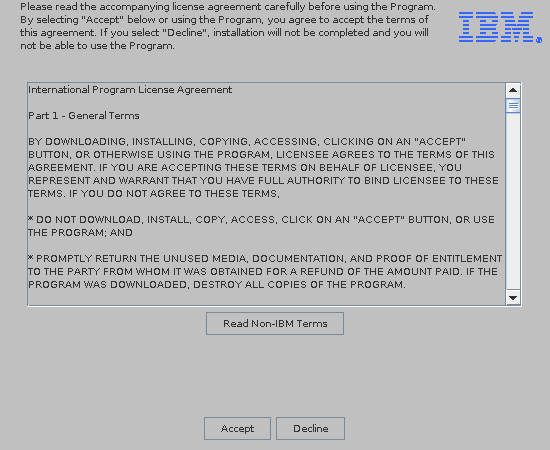 Please read the accompanying license agreement carefully before using the Program.
By selecting "Accept" below or using the Program, you agree to accept the terms of
this agreement. If you select "Decline", installation will not be completed and you will
not be able to use the Program.
IBM.
International Program License Agreement
Part 1 - General Terms
BY DOWNLOADING, INSTALLING, COPYING, ACCESSING, CLICKING ON AN "ACCEPT"
BUTTON, OR OTHERWISE USING THE PROGRAM, LICENSEE AGREES TO THE TERMS OF THIS
AGREEMENT. IF YOU ARE ACCEPTING THESE TERMS ON BEHALF OF LICENSEE, YOU
REPRESENT AND WARRANT THAT YOU HAVE FULL AUTHORITY TO BIND LICENSEE TO THESE
TERMS. IF YOU DO NOT AGREE TO THESE TERMS,
* DO NOT DOWNLOAD, INSTALL, COPY, ACCESS, CLICK ON AN "ACCEPT" BUTTON, OR USE
THE PROGRAM; AND
* PROMPTLY RETURN THE UNUSED MEDIA, DOCUMENTATION, AND PROOF OF ENTITLEMENT
TO THE PARTY FROM WHOM IT WAS OBTAINED FOR A REFUND OF THE AMOUNT PAID. IF THE
PROGRAM WAS DOWNLOADED, DESTROY ALL COPIES OF THE PROGRAM.
Read Non-IBM Terms
Accept Decline